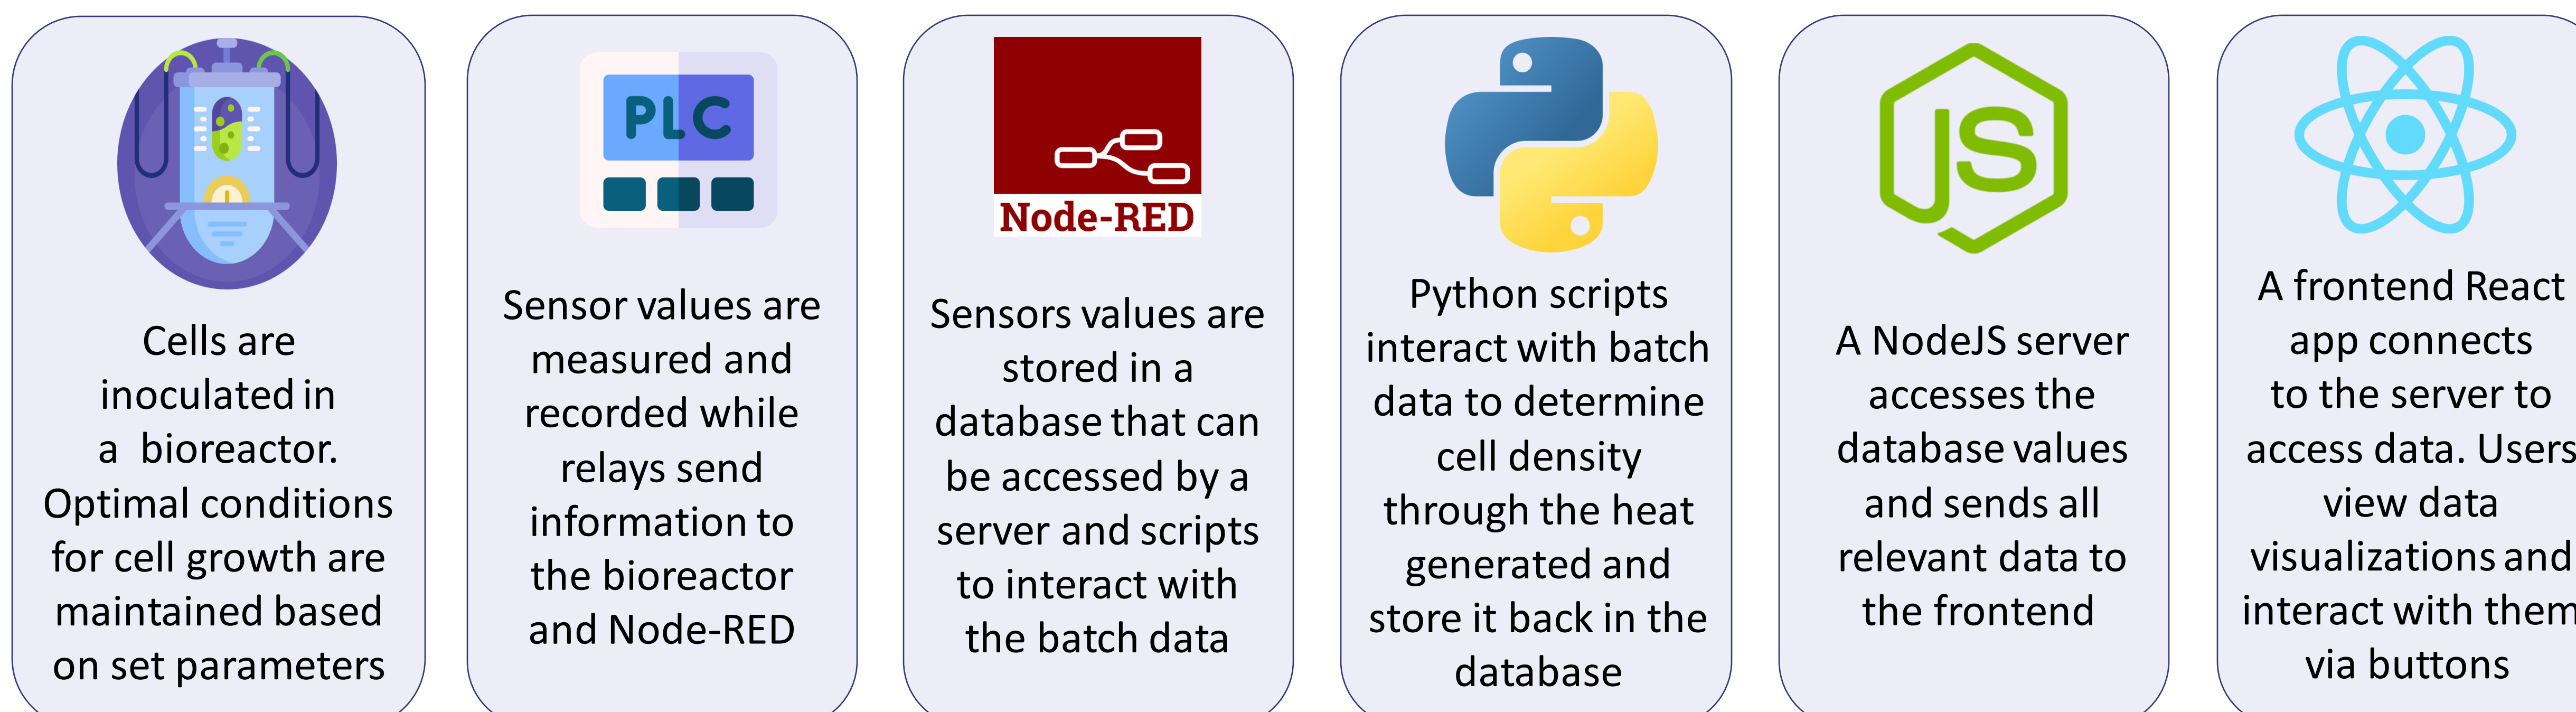 Cells are
inoculated in
a  bioreactor.
Optimal conditions
for cell growth are
maintained based
on set parameters
PLC
Sensor values are
measured and
recorded while
relays send
information to
the bioreactor
and Node-RED
Node-RED
Sensors values are
stored in a
database that can
be accessed by a
server and scripts
to interact with
the batch data
Python scripts
interact with batch
data to determine
cell density
through the heat
generated and
store it back in the
database
JS
A NodeJS server
accesses the
database values
and sends all
relevant data to
the frontend
A frontend React
app connects
to the server to
access data. Users
view data
visualizations and
interact with them
via buttons